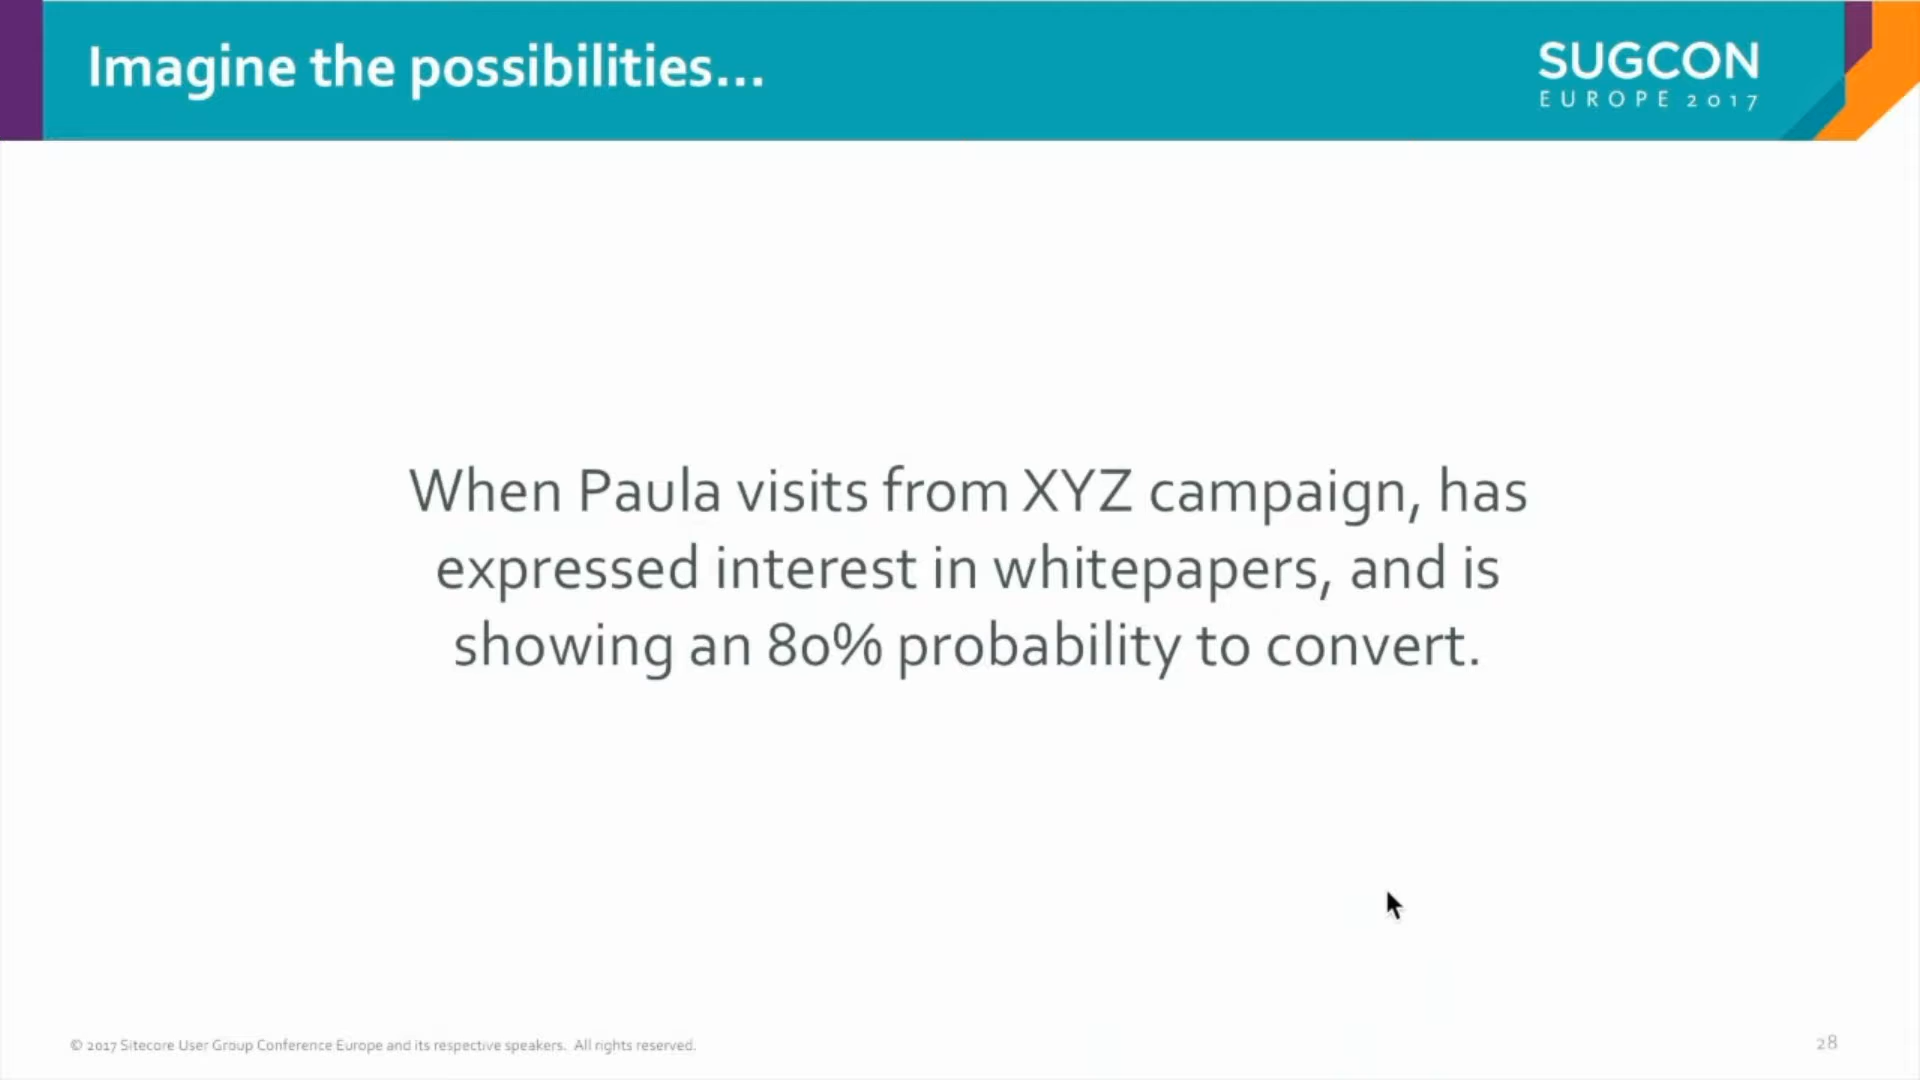 Imagine the possibilities...
SUGCON
EUROPE 2017
When Paula visits from XYZ campaign, has
expressed interest in whitepapers, and is
showing an 80% probability to convert.
© 2017 Sitecore User Group Conference Europe and its respective speakers. All rights reserved.
28